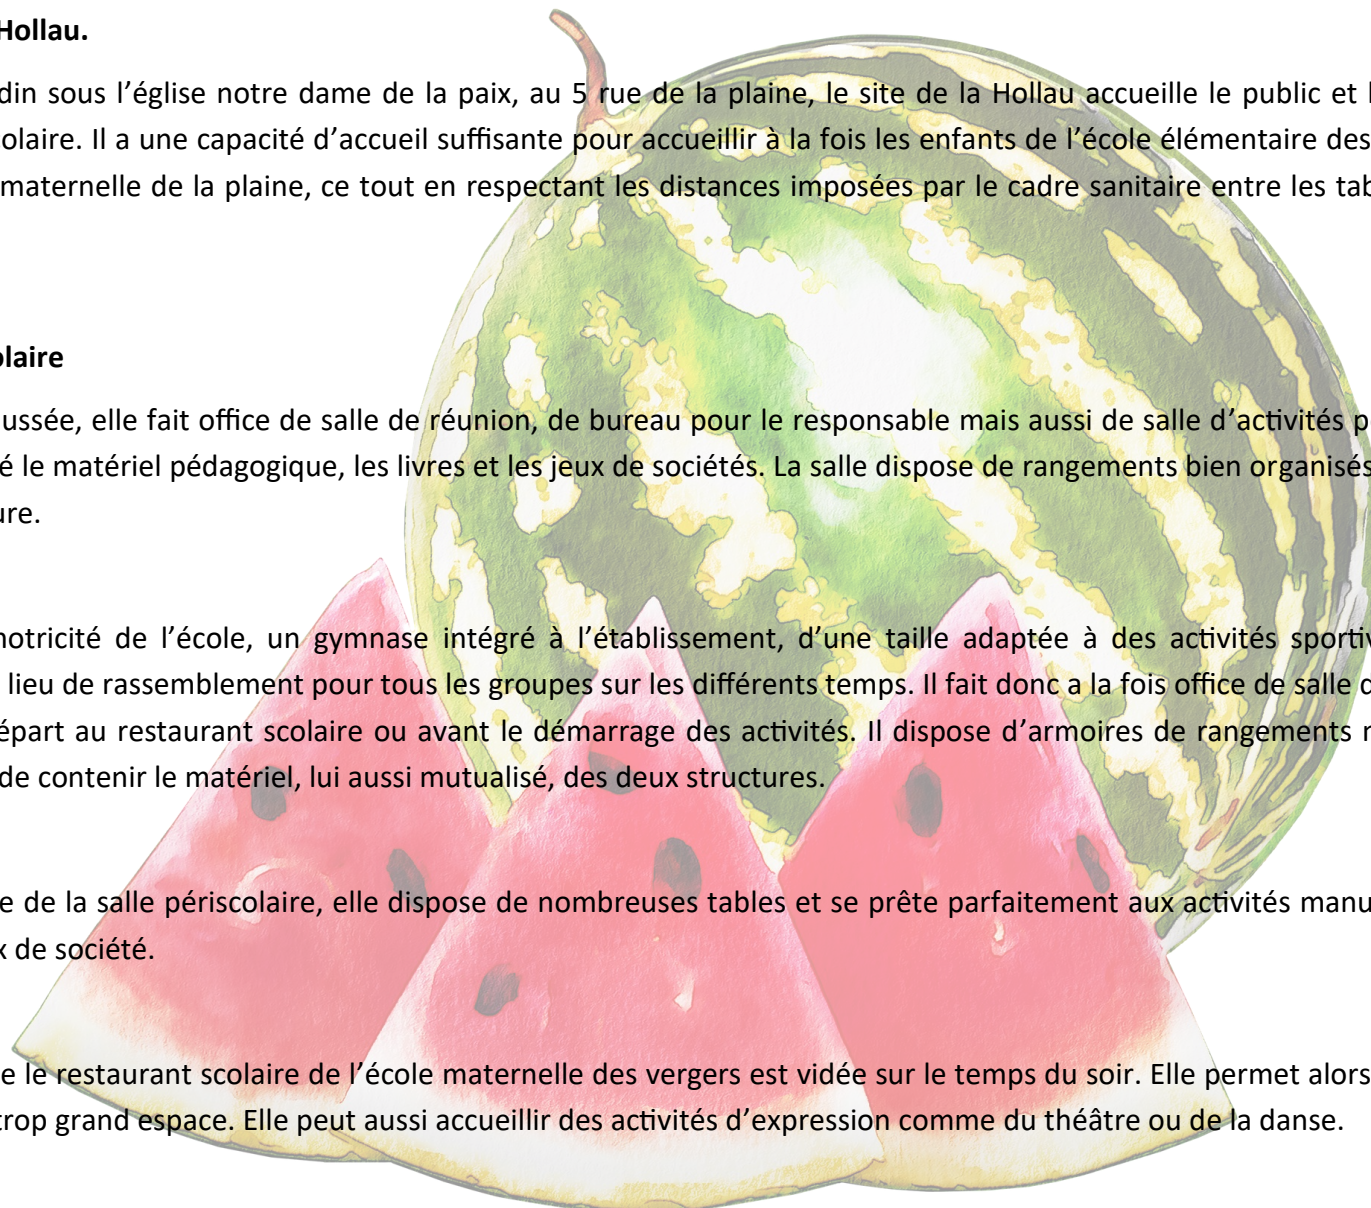 Hollau.
din sous l’église notre dame de la paix, au 5 rue de la plaine, le site de la Hollau accueille le public et
olaire. Il a une capacité d’accueil suffisante pour accueillir à la fois les enfants de l’école élémentaire des
maternelle de la plaine, ce tout en respectant les distances imposées par le cadre sanitaire entre les tab
olaire
ussée, elle fait office de salle de réunion, de bureau pour le responsable mais aussi de salle d’activités p
é le matériel pédagogique, les livres et les jeux de sociétés. La salle dispose de rangements bien organisés
ure.
motricité de l’école, un gymnase intégré à l’établissement, d’une taille adaptée à des activités sportiv
lieu de rassemblement pour tous les groupes sur les différents temps. Il fait donc a la fois office de salle d
épart au restaurant scolaire ou avant le démarrage des activités. Il dispose d’armoires de rangements
de contenir le matériel, lui aussi mutualisé, des deux structures.
e de la salle périscolaire, elle dispose de nombreuses tables et se prête parfaitement aux activités manu
x de société.
e le restaurant scolaire de l’école maternelle des vergers est vidée sur le temps du soir. Elle permet alors
trop grand espace. Elle peut aussi accueillir des activités d’expression comme du théâtre ou de la danse.